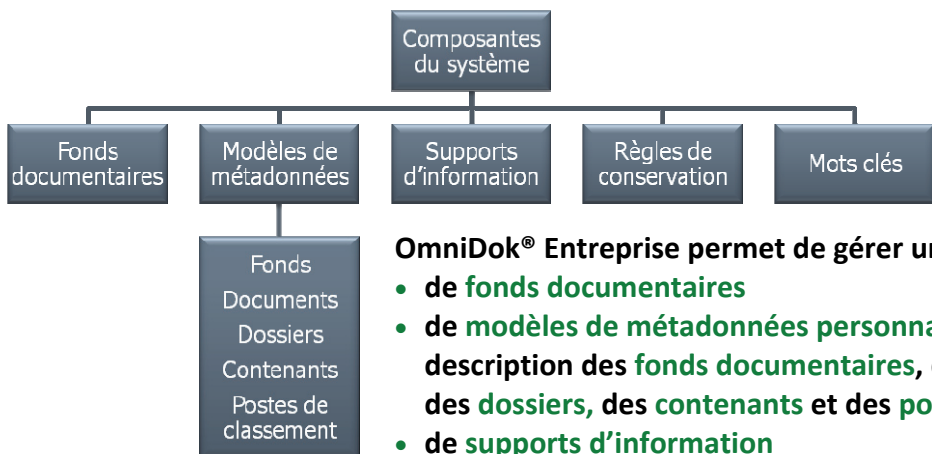 Composantes
du système
Fonds
documentaires
Modèles de
métadonnées
Supports
d'information
Règles de
conservation
Mots clés
Fonds
Documents
Dossiers
Contenants
Postes de
classement
OmniDok® Entreprise permet de gérer
• de fonds documentaires
• de modèles de métadonnées
description des fonds documentaires,
des dossiers, des contenants et des
• de supports d'information